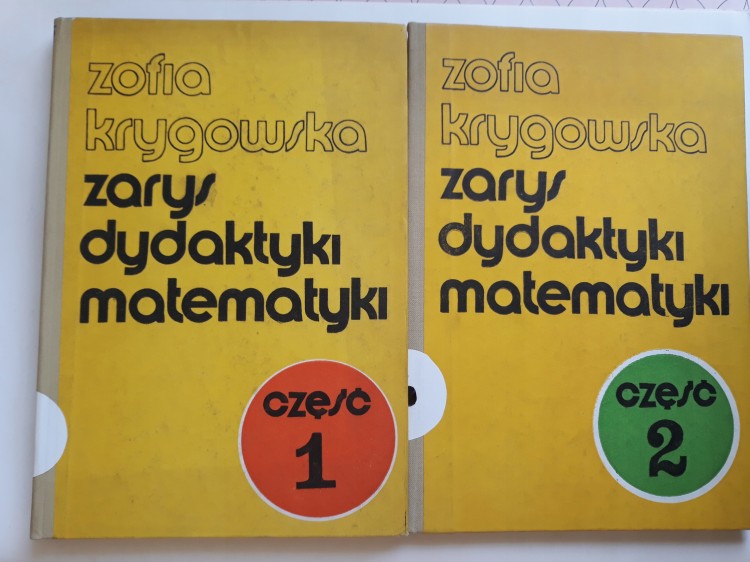 zofia
krygowska
zarys
dydaktyki
matematyki
część
1
zofia
krygowska
zarys
dydaktyki
matematyki
część
2